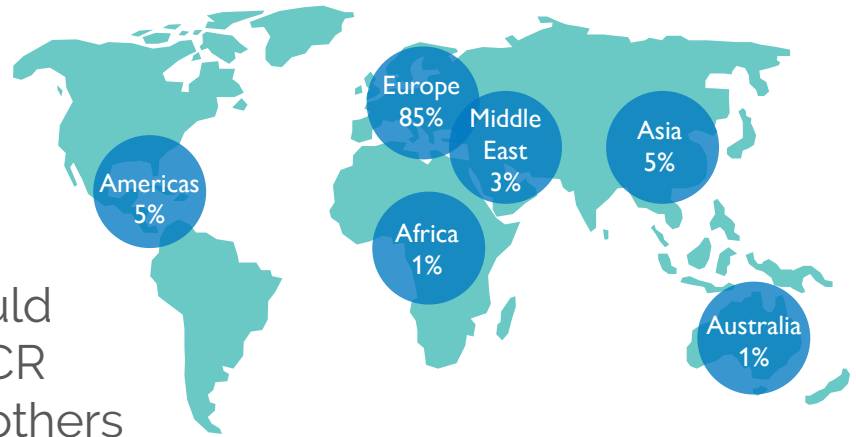 Europe
85%
Middle
East
3%
Asia
5%
Americas
5%
Africa
1%
Australia
1%
uld
CR
others